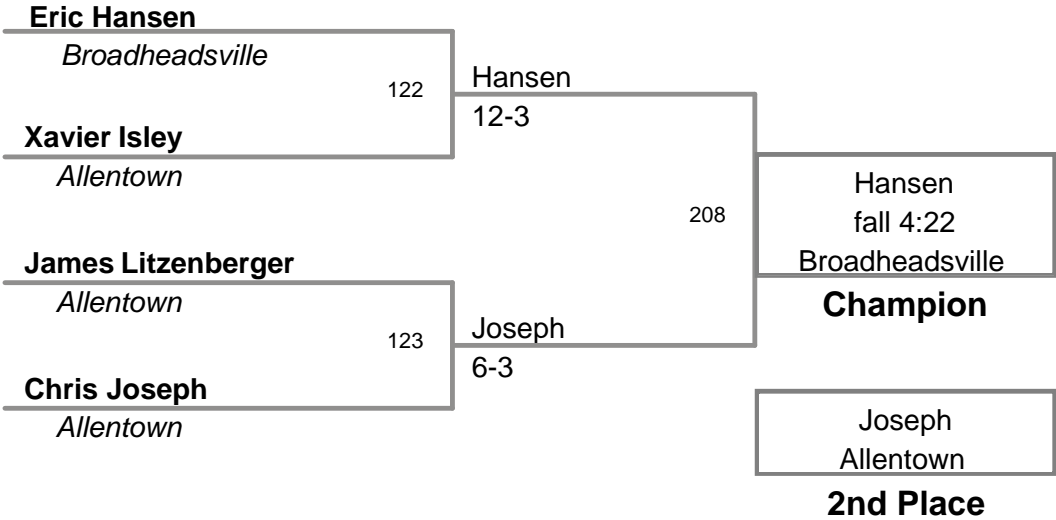 Eric Hansen
Broadheadsville
122
Hansen
12-3
Xavier Isley
Allentown
208
Hansen
fall 4:22
Broadheadsville
Champion
James Litzenberger
Allentown
123
Joseph
6-3
Chris Joseph
Allentown
Joseph
Allentown
2nd Place